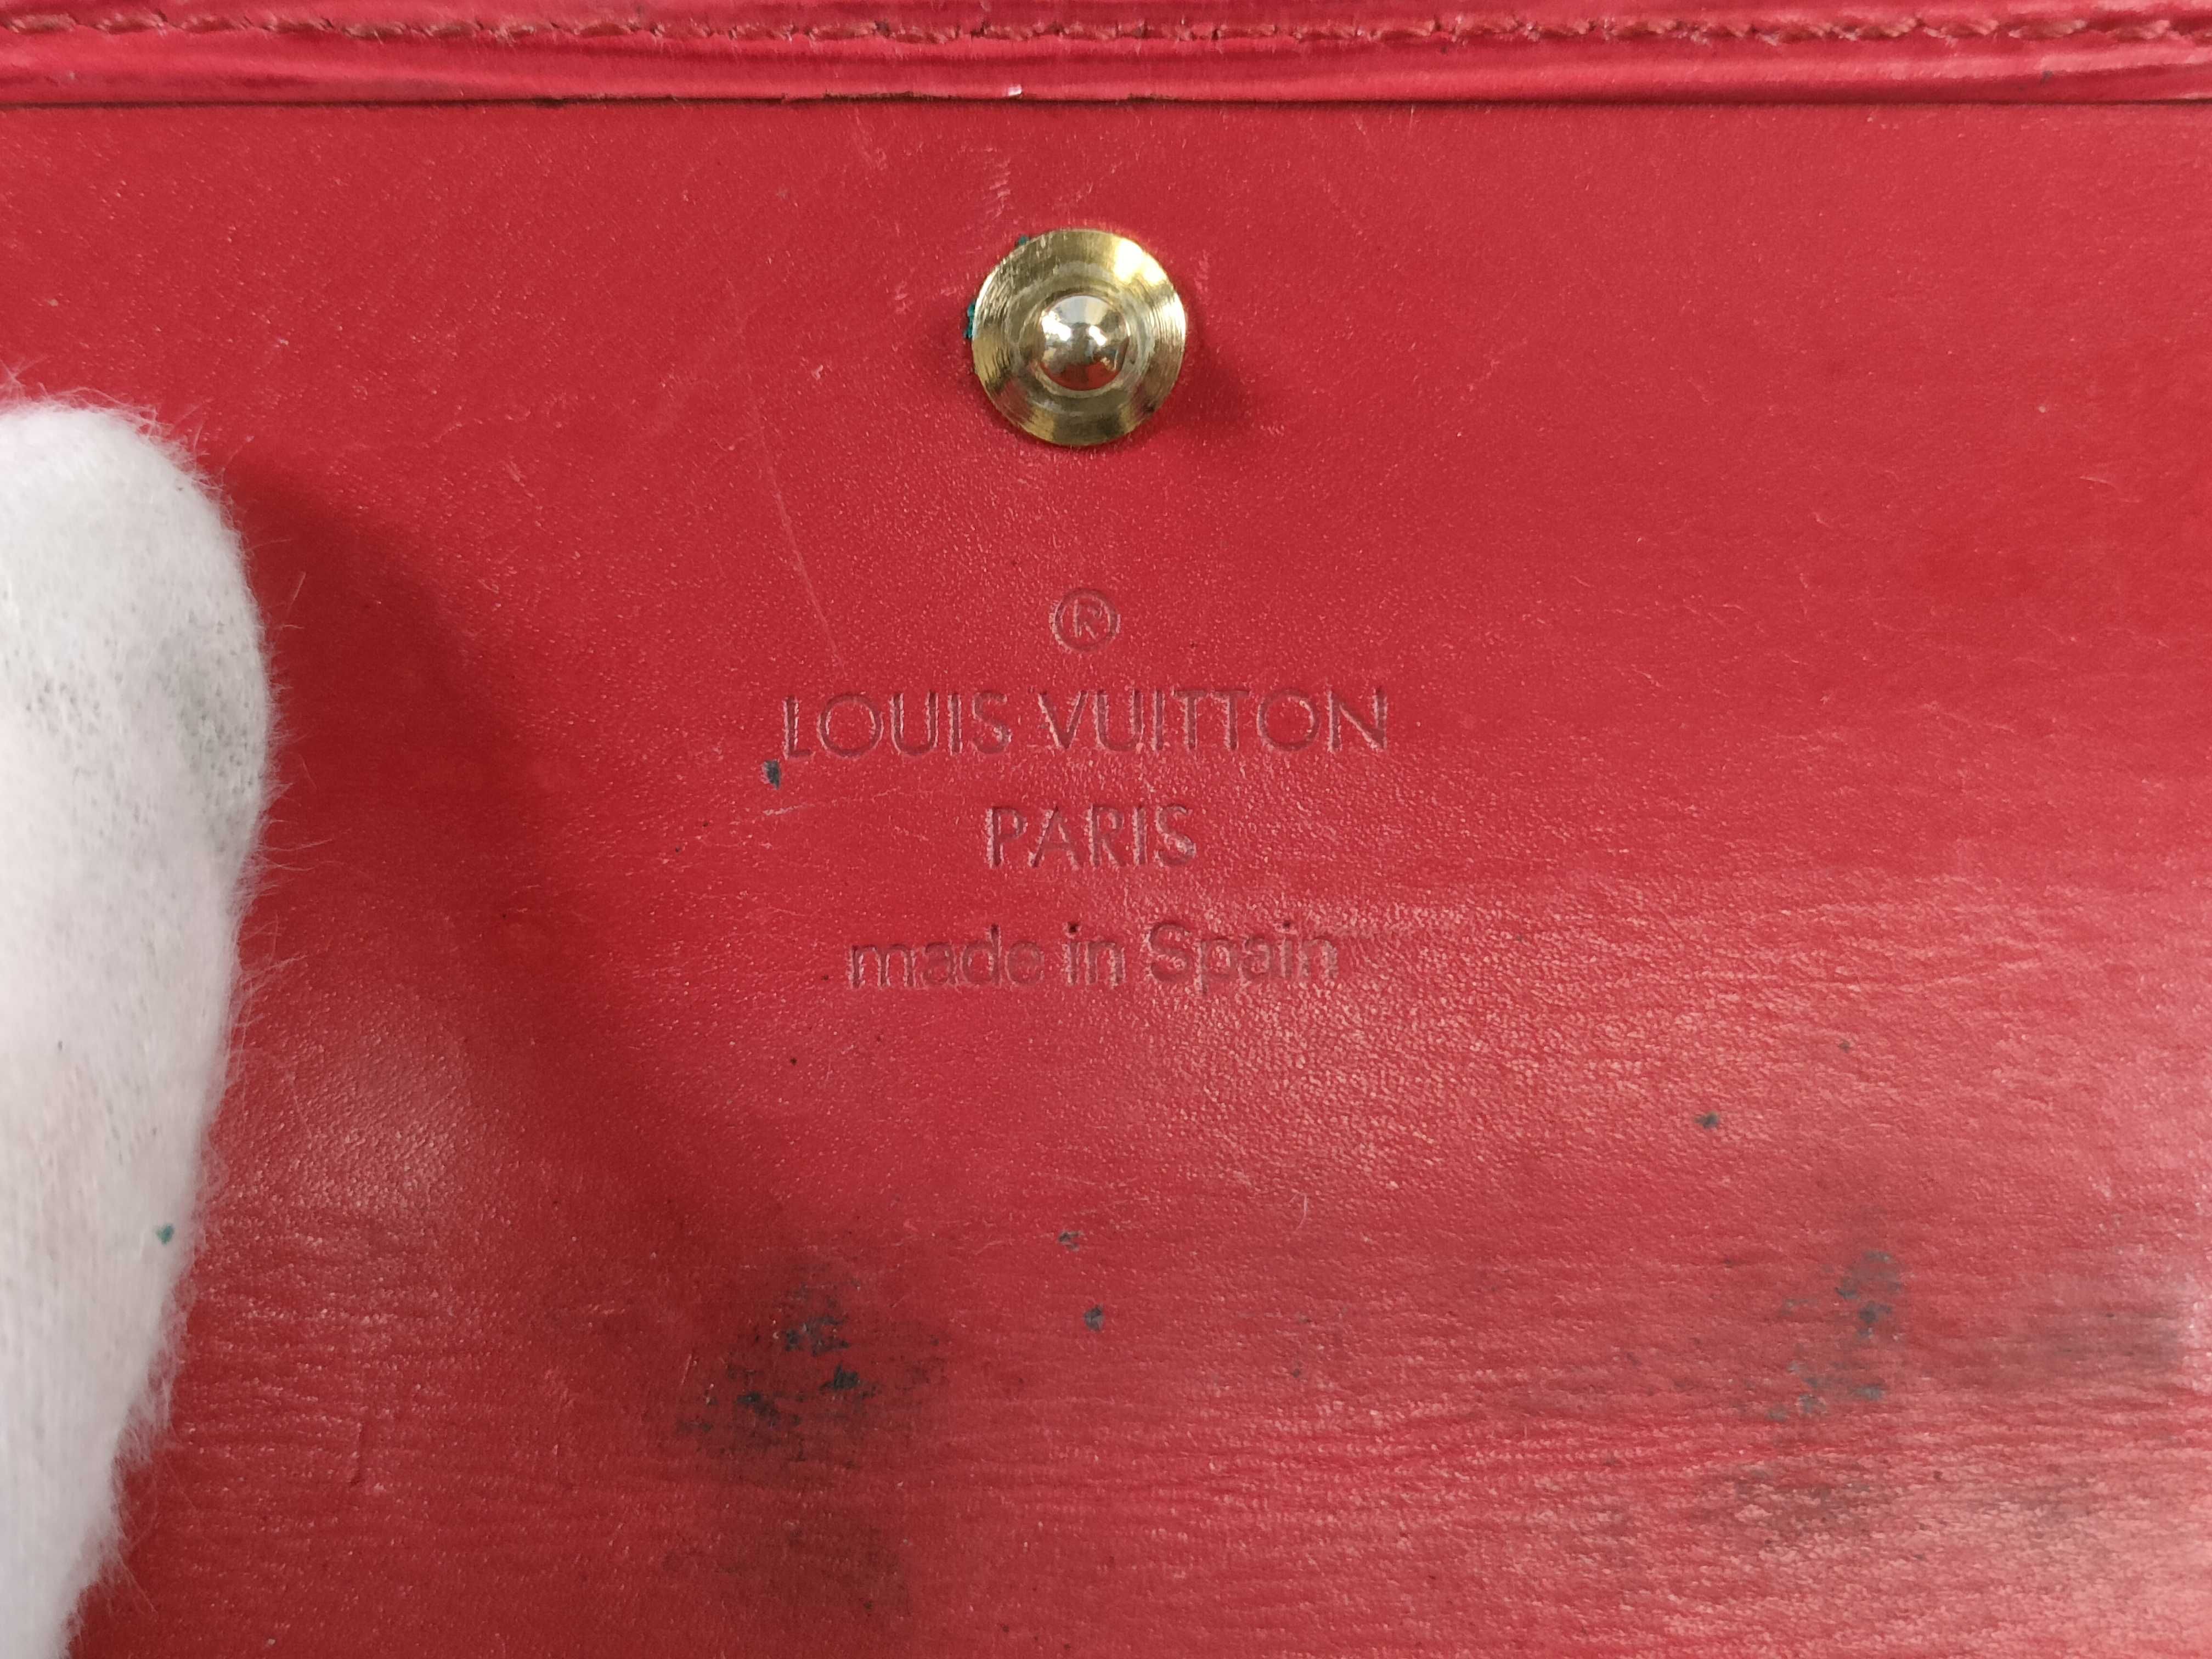 ®
LOUIS VUITTON
PARIS
made in Spain